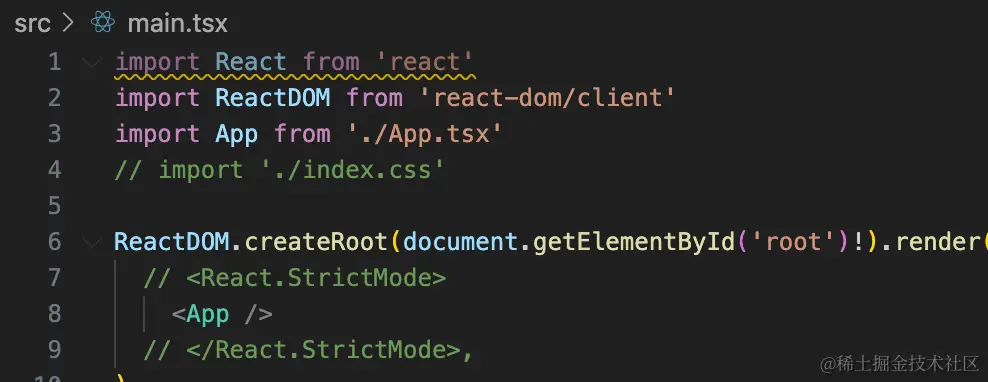 src > main.tsx
1 import React from 'react'
2 import ReactDOM from 'react-dom/client'
3 import App from './App.tsx'
4 // import './index.css'
5
6 ReactDOM.createRoot(document.getElementById('root')!).render(
7 // <React.StrictMode>
8 <App />
9 // </React.StrictMode>,
10 )
@稀土掘金技术社区